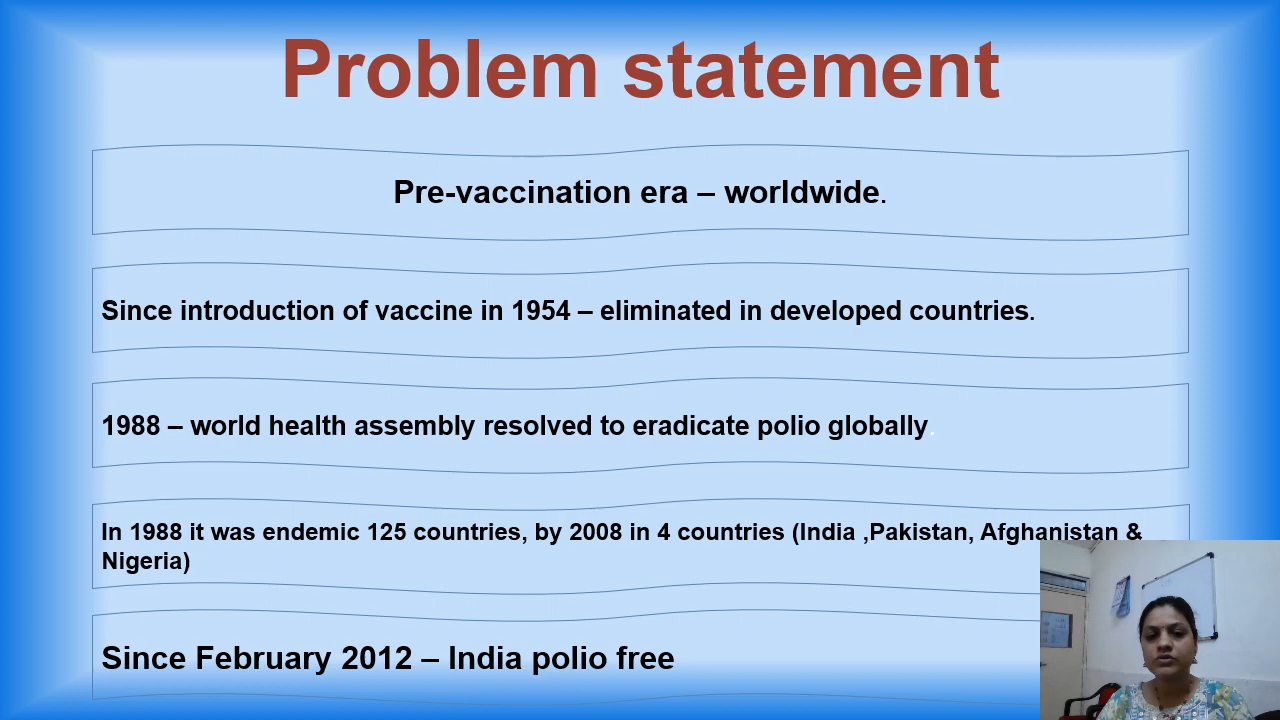 Problem statement
Pre-vaccination era – worldwide.
Since introduction of vaccine in 1954 – eliminated in developed countries.
1988 – world health assembly resolved to eradicate polio globally.
In 1988 it was endemic 125 countries, by 2008 in 4 countries (India ,Pakistan, Afghanistan &
Nigeria)
Since February 2012 – India polio free